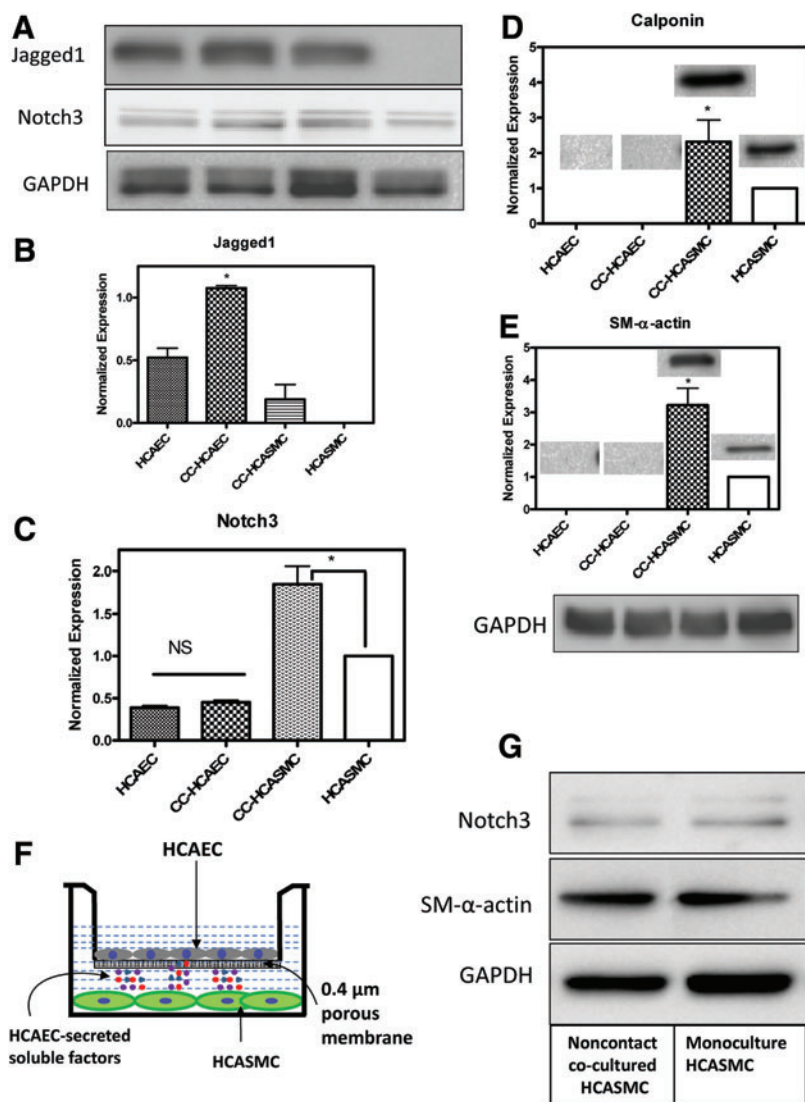 A
Jagged1
Notch3
GAPDH
B
Jagged1
Normalized Expression
1.0
0.5
0.0
*
HCAEC
CC-HCAEC
CC-HCASMC
HCASMC
C
Notch3
Normalized Expression
2.0
1.5
1.0
0.5
0.0
NS
*
HCAEC
CC-HCAEC
CC-HCASMC
HCASMC
D
Calponin
Normalized Expression
5
4
3
2
1
0
*
HCAEC
CC-HCAEC
CC-HCASMC
HCASMC
E
SM-α-actin
Normalized Expression
5
4
3
2
1
0
*
HCAEC
CC-HCAEC
CC-HCASMC
HCASMC
GAPDH
F
HCAEC
HCAEC-secreted
soluble factors
HCASMC
0.4 μm
porous
membrane
G
Notch3
SM-α-actin
GAPDH
Noncontact
co-cultured
HCASMC
Monoculture
HCASMC